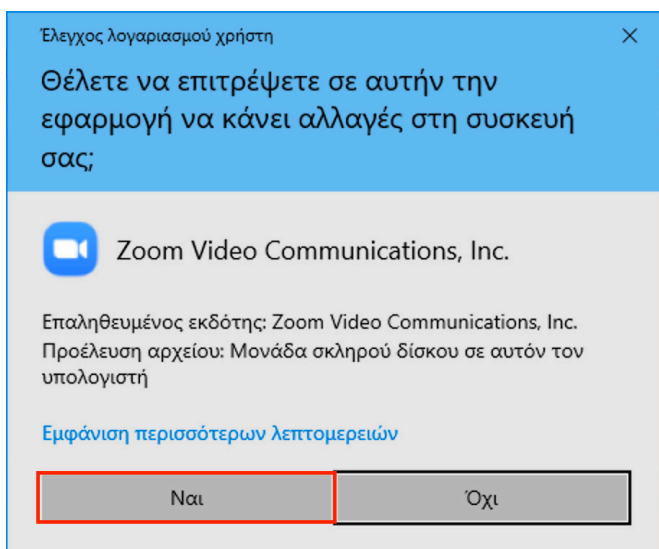 Έλεγχος λογαριασμού χρήστη
Θέλετε να επιτρέψετε σε αυτήν την
εφαρμογή να κάνει αλλαγές στη συσκευή
σας;
Zoom Video Communications, Inc.
Επαληθευμένος εκδότης: Zoom Video Communications, Inc.
Προέλευση αρχείου: Μονάδα σκληρού δίσκου σε αυτόν τον
υπολογιστή
Εμφάνιση περισσότερων λεπτομερειών
Ναι Όχι